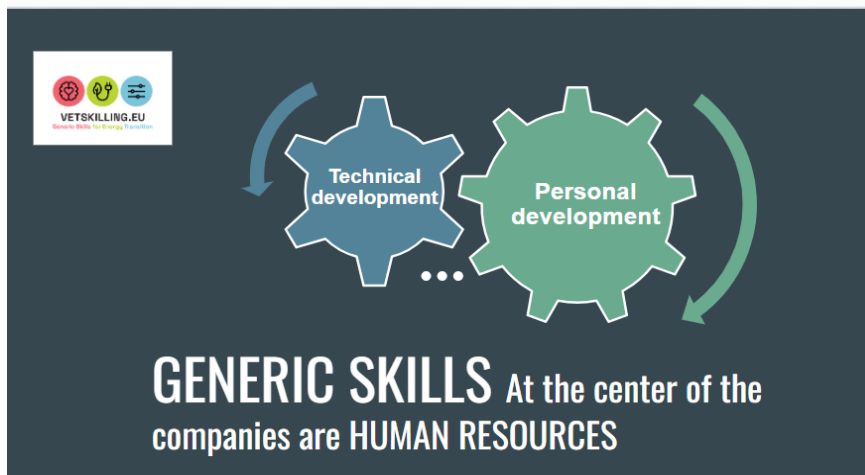 VETSKILLING.EU
Generic Skills for Energy Transition
Technical
development
Personal
development
GENERIC SKILLS At the center of the
companies are HUMAN RESOURCES